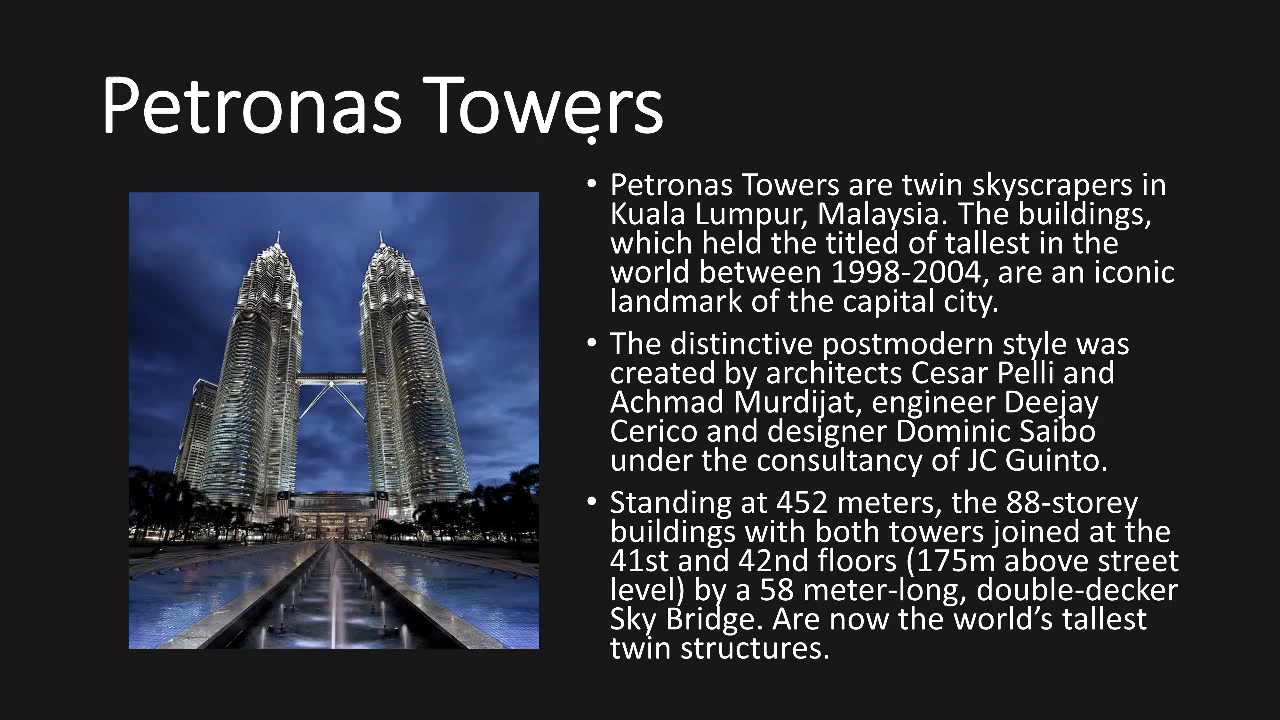 Petronas Towers
•
• Petronas Towers are twin skyscrapers in
Kuala Lumpur, Malaysia. The buildings,
which held the titled of tallest in the
world between 1998-2004, are an iconic
landmark of the capital city.
• The distinctive postmodern style was
created by architects Cesar Pelli and
Achmad Murdijat, engineer Deejay
Cerico and designer Dominic Saibo
under the consultancy of JC Guinto.
• Standing at 452 meters, the 88-storey
buildings with both towers joined at the
41st and 42nd floors (175m above street
level) by a 58 meter-long, double-decker
Sky Bridge. Are now the world’s tallest
twin structures.